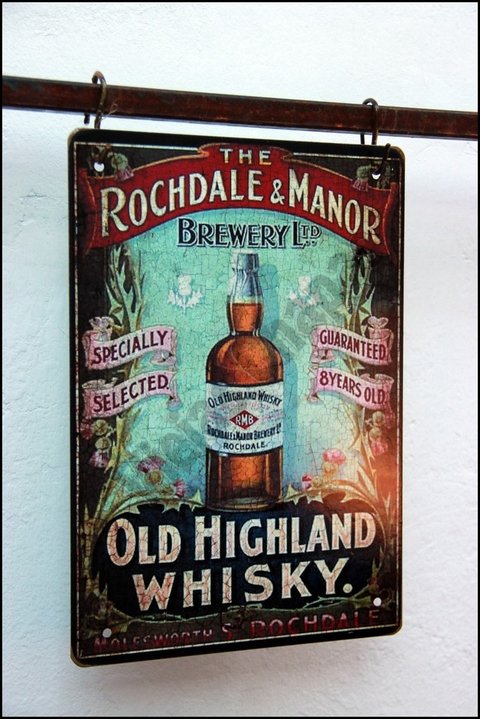 THE
ROCHDALE & MANOR
BREWERY LTD.
SPECIALLY
SELECTED.
GUARANTEED
8 YEARS OLD.
OLD HIGHLAND WHISKY
RMB
ROCHDALE & MANOR BREWERY LD
ROCHDALE.
OLD HIGHLAND
WHISKY.
MOLESWORTH ST ROCHDALE